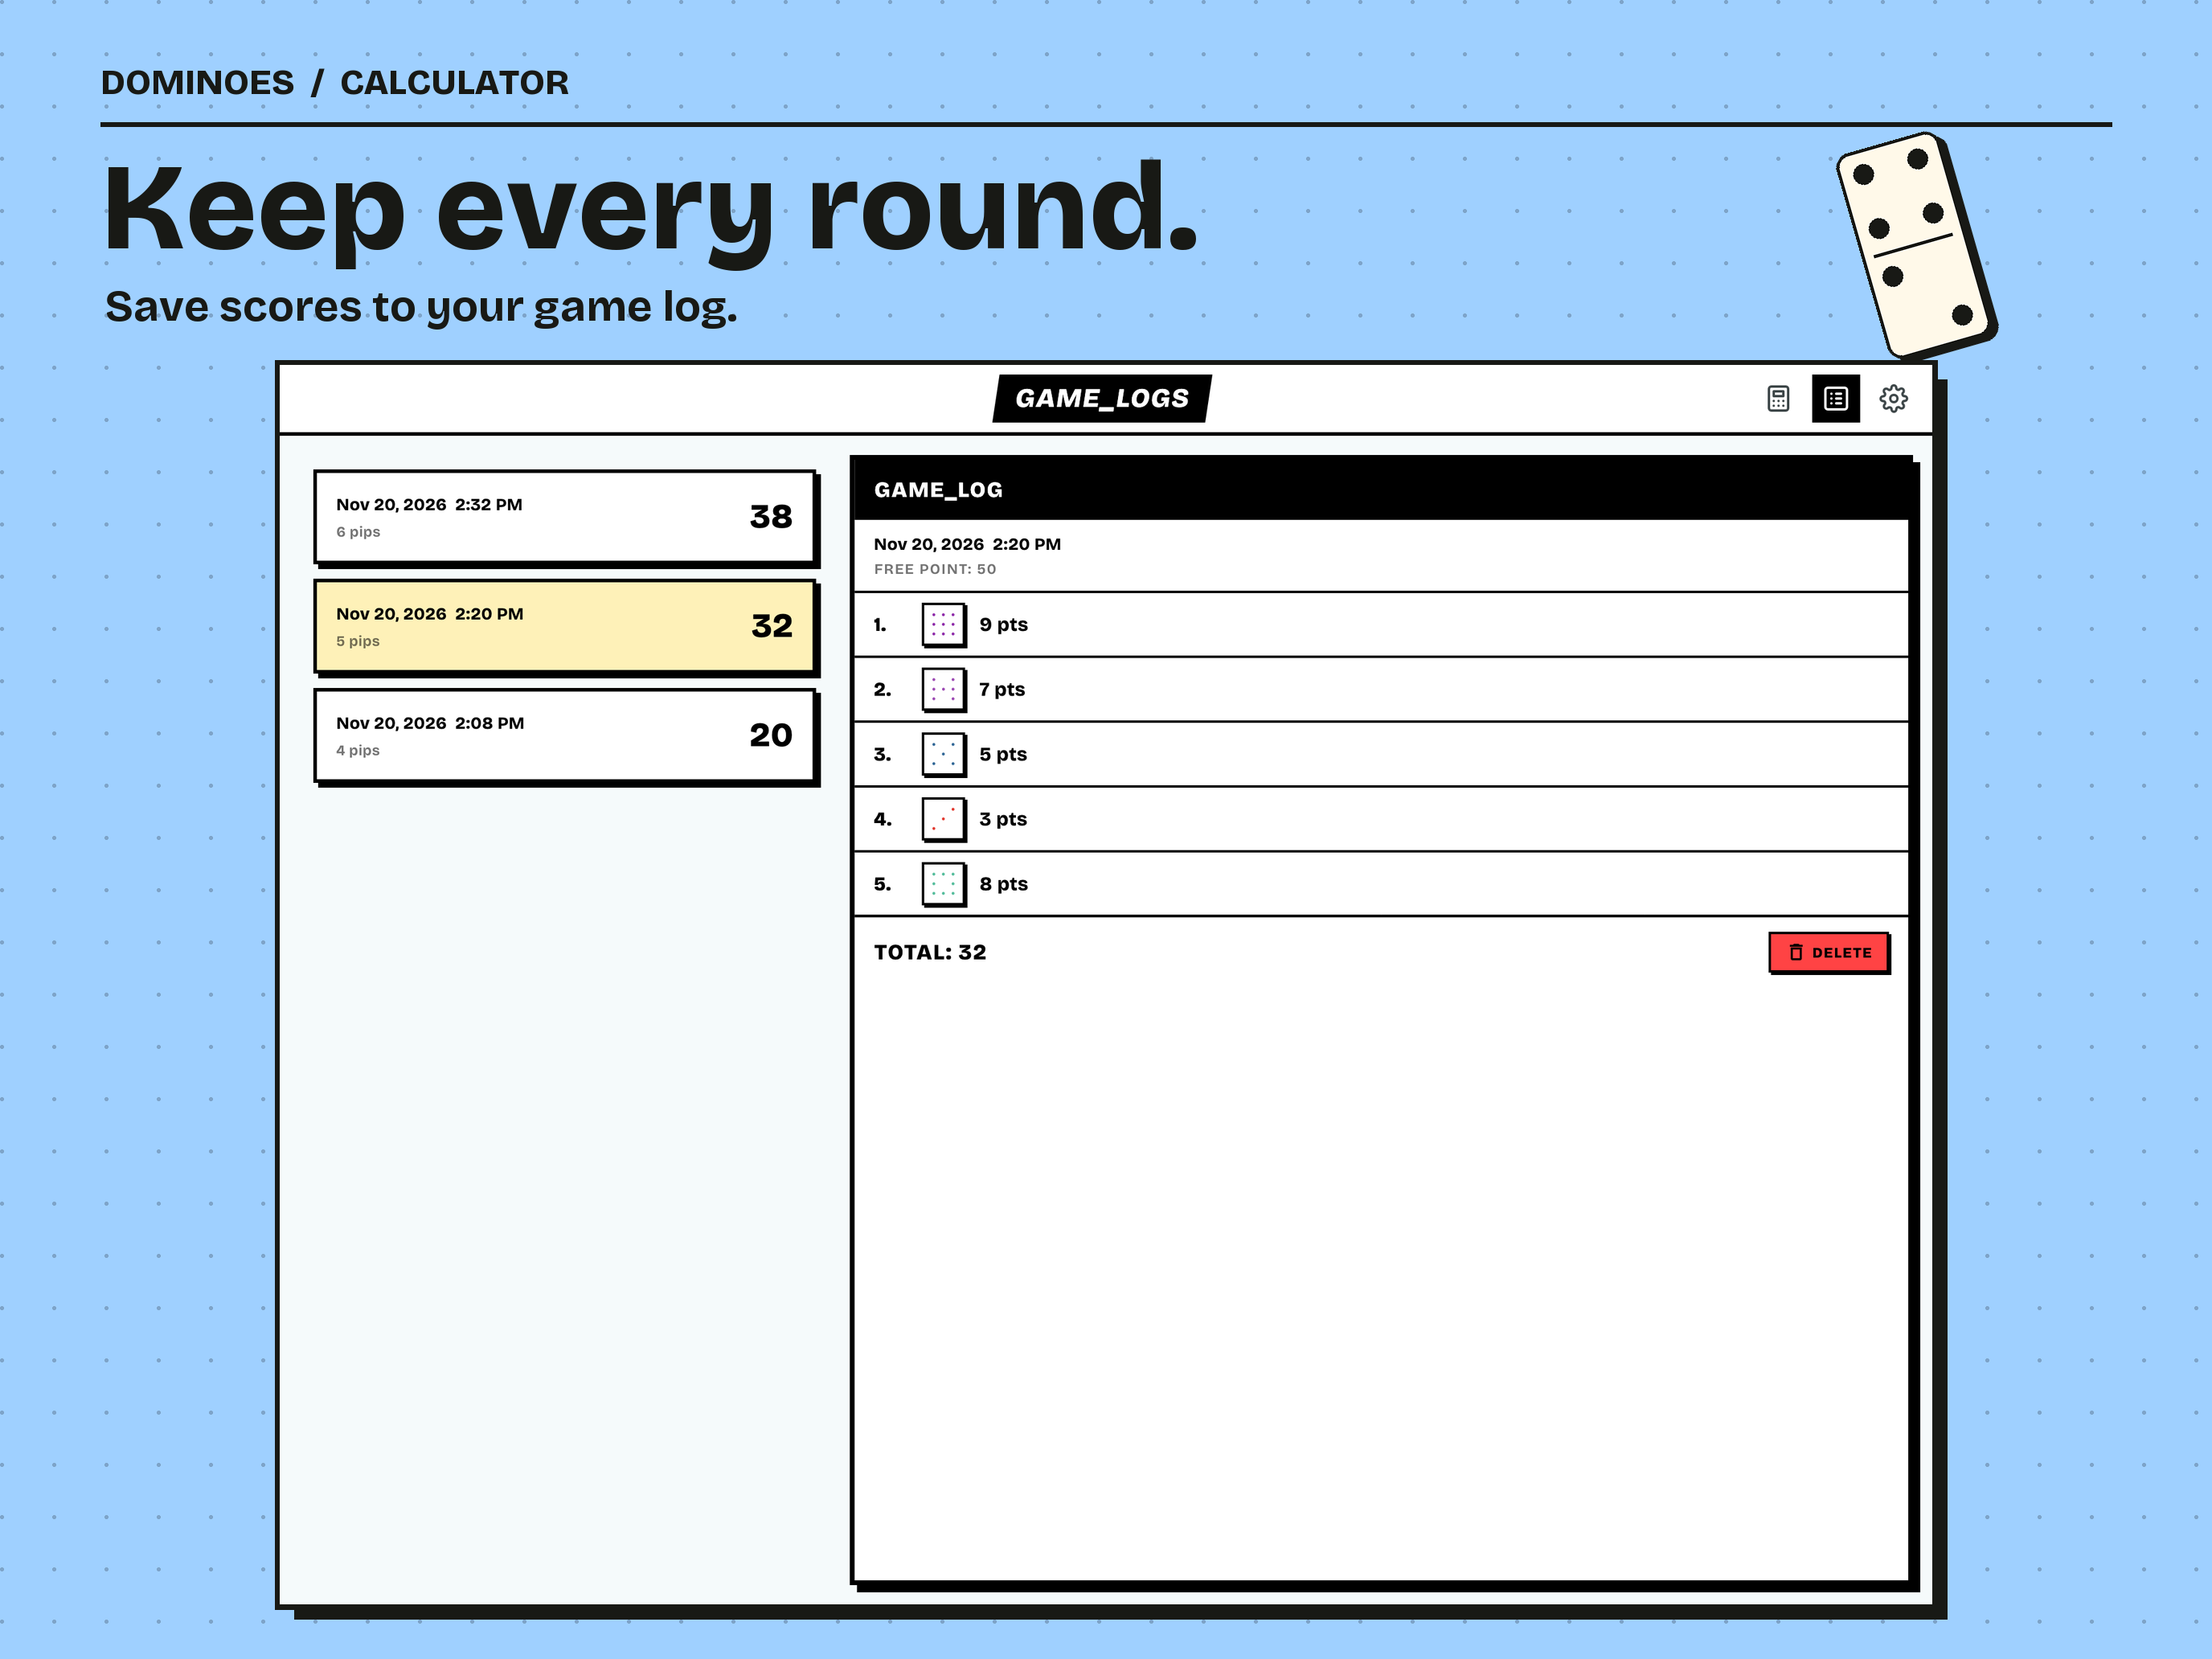 DOMINOES / CALCULATOR
Keep every round.
Save scores to your game log.
GAME_LOGS
Nov 20, 2026 2:32 PM
6 pips
38
Nov 20, 2026 2:20 PM
5 pips
32
Nov 20, 2026 2:08 PM
4 pips
20
GAME_LOG
Nov 20, 2026 2:20 PM
FREE POINT: 50
1. 9 pts
2. 7 pts
3. 5 pts
4. 3 pts
5. 8 pts
TOTAL: 32
DELETE